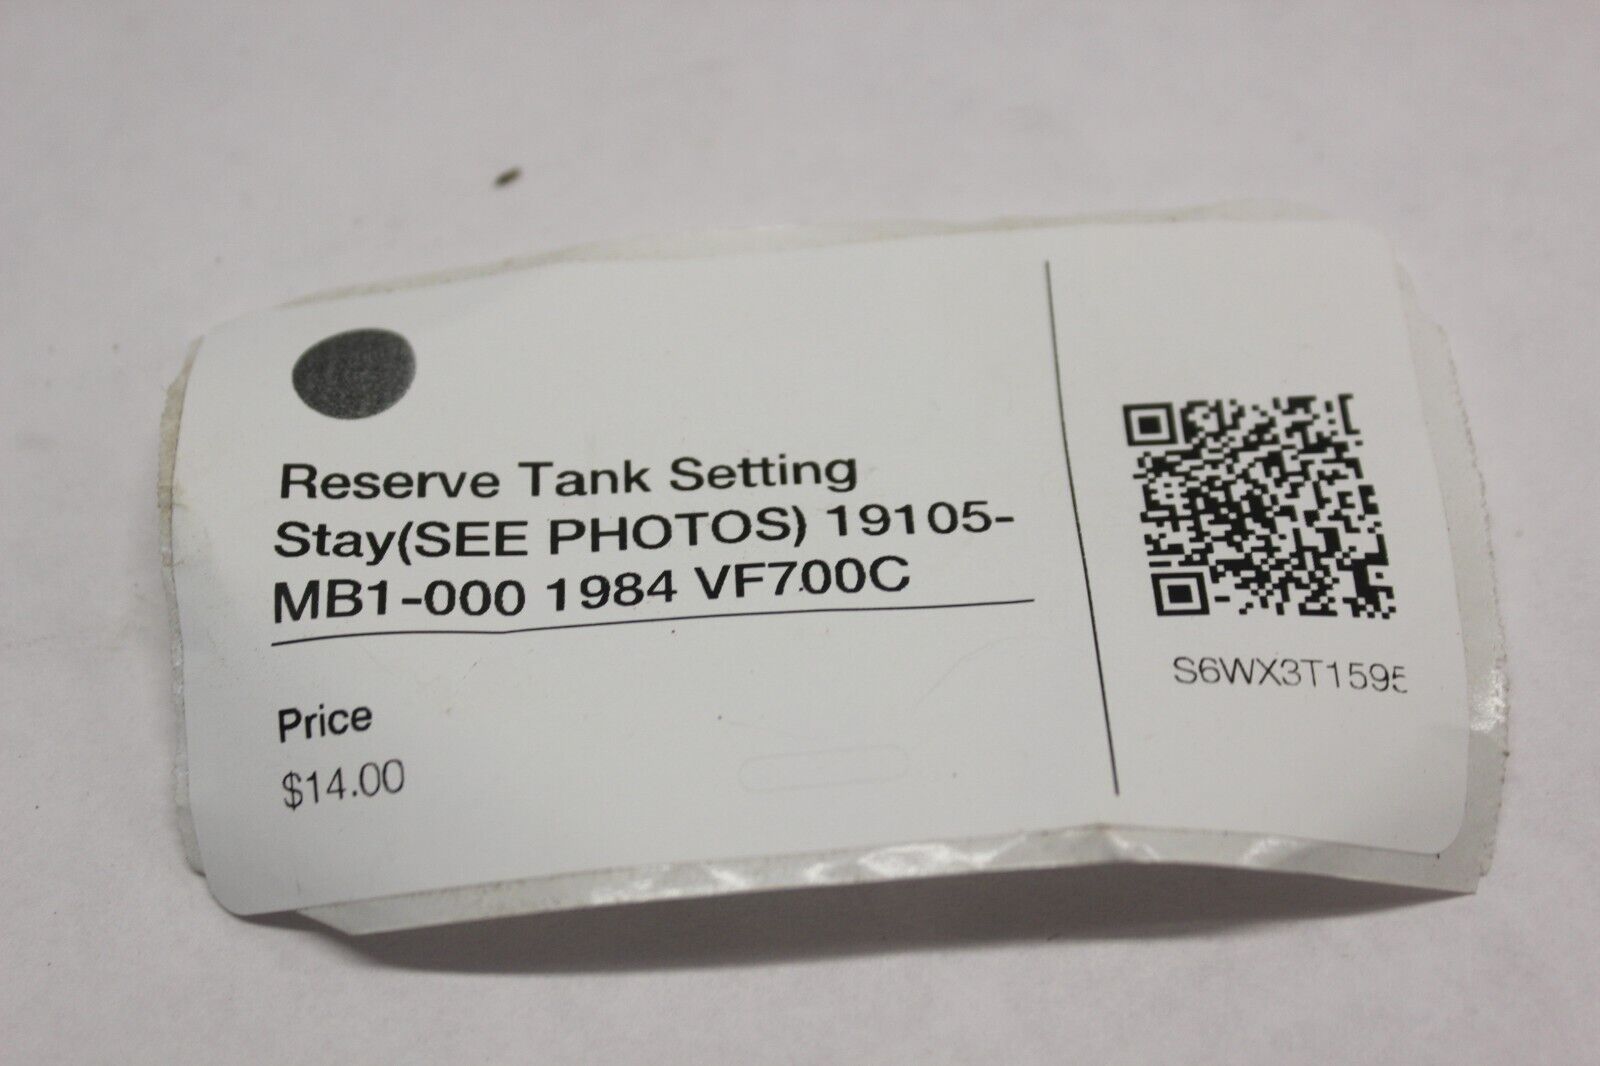 Reserve Tank Setting
Stay(SEE PHOTOS) 19105-
MB1-000 1984 VF700C
Price
$14.00
S6WX3T1595